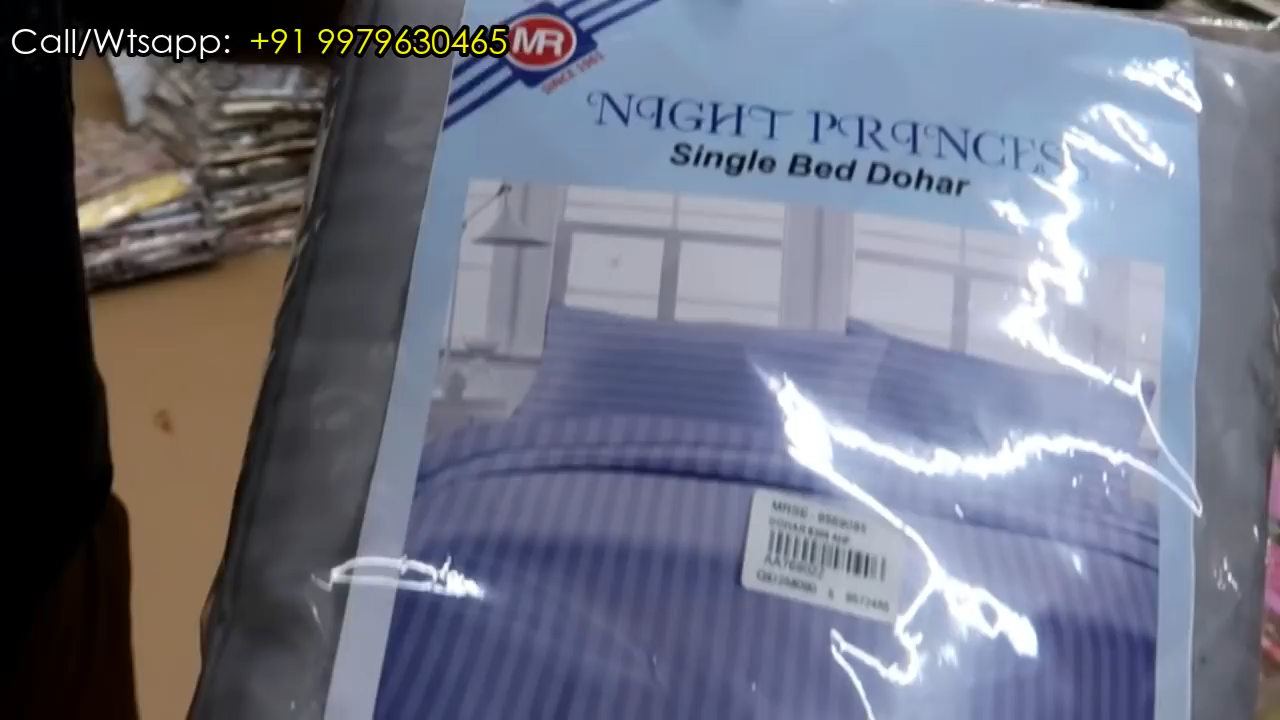 Call/Wtsapp: +91 9979630465
MR
SINCE 1961
NIGHT PRINCESS
Single Bed Dohar